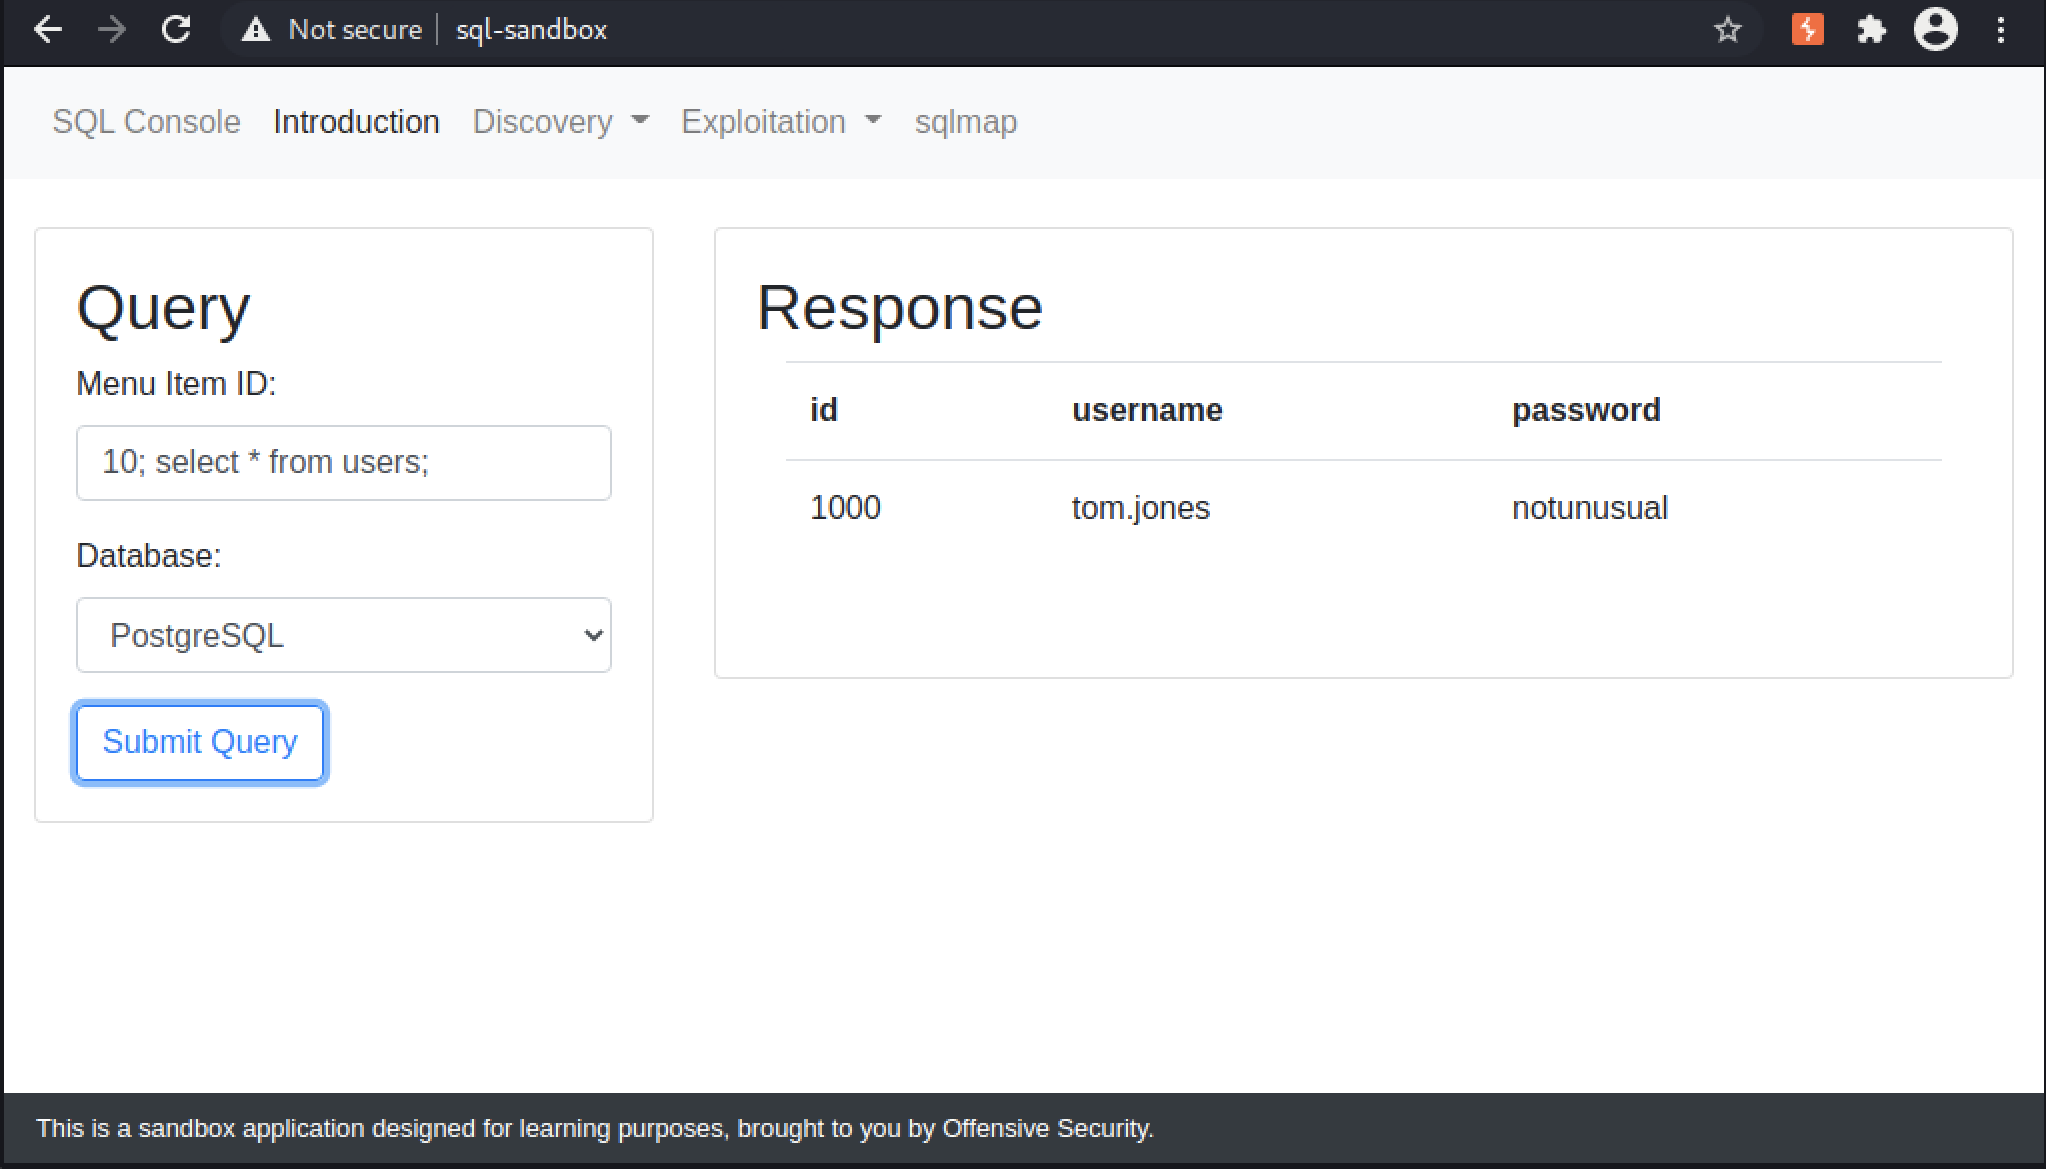 Not secure sql-sandbox
SQL Console Introduction Discovery Exploitation sqlmap
Query
Menu Item ID:
10; select * from users;
Database:
PostgreSQL
Submit Query
Response
id username password
1000 tom.jones notunusual
This is a sandbox application designed for learning purposes, brought to you by Offensive Security.